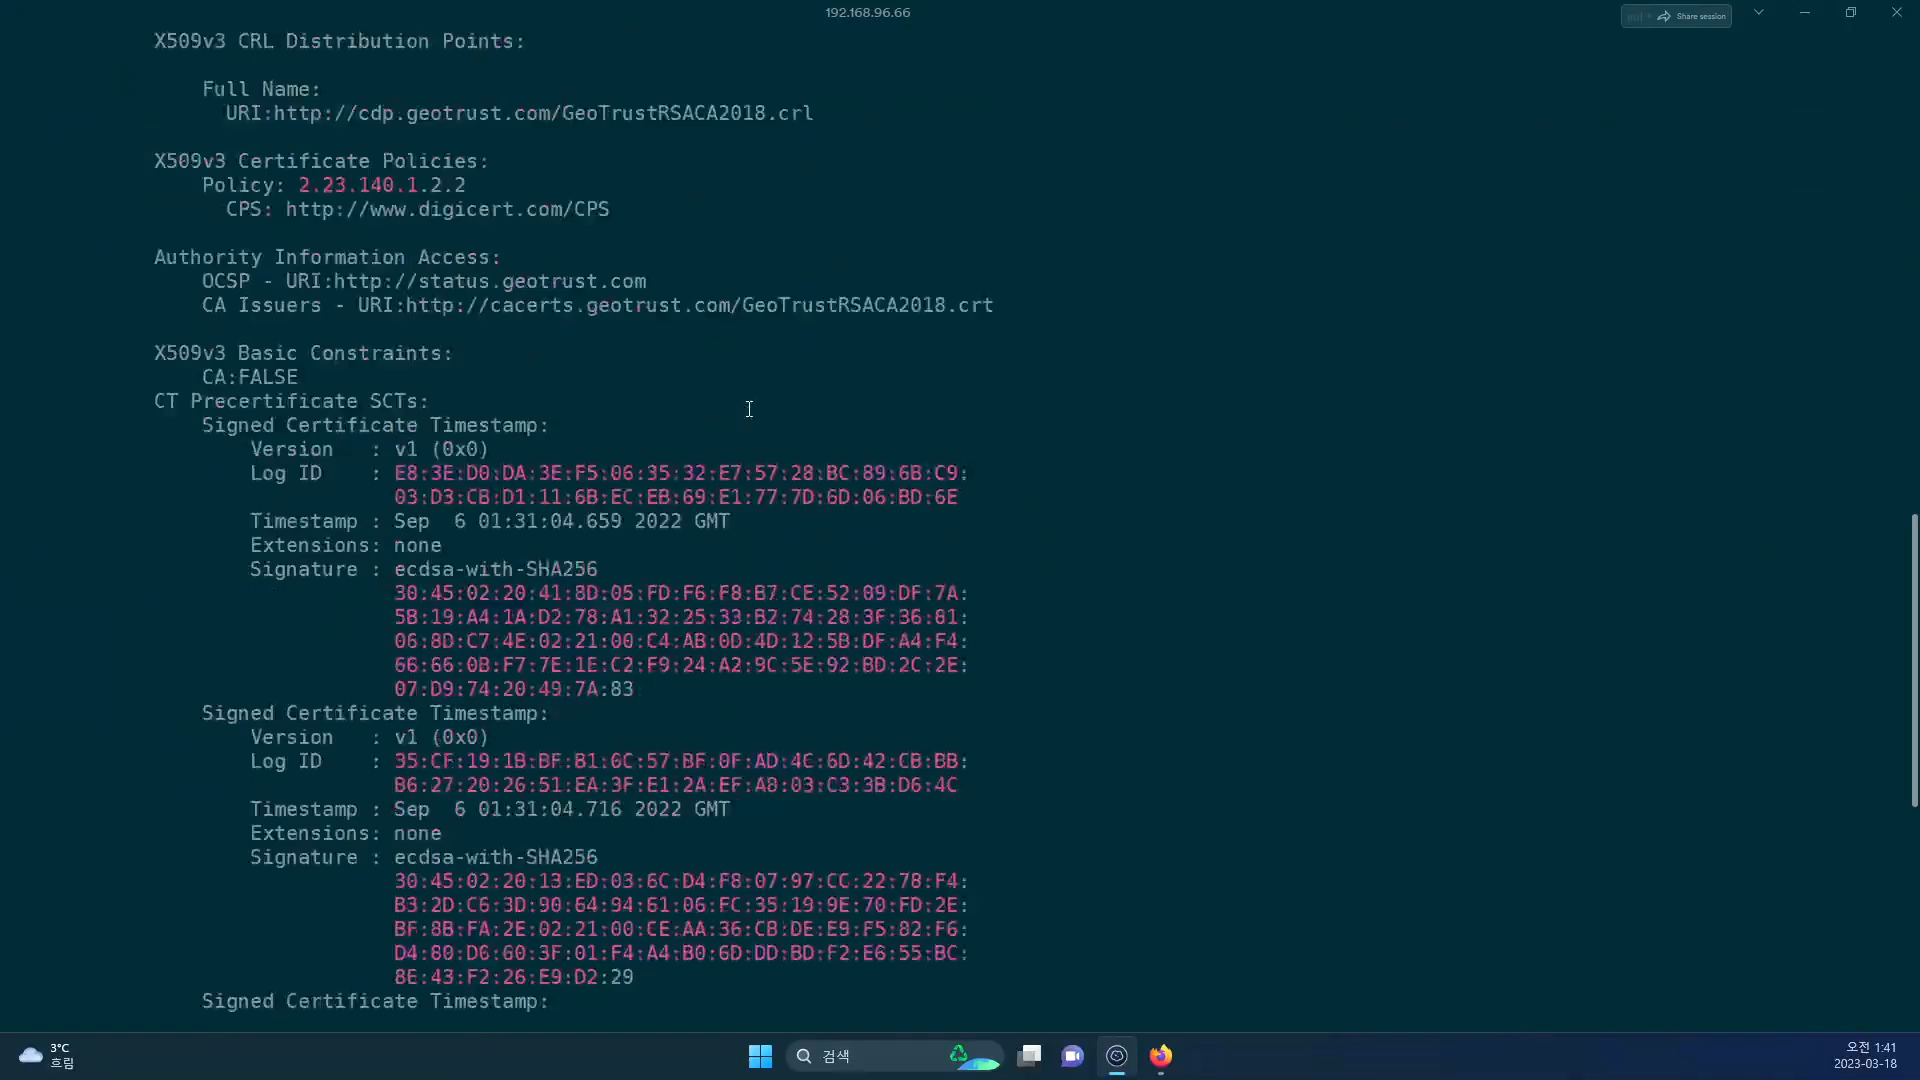 192.168.96.66
Share session
X509v3 CRL Distribution Points:
Full Name:
URI:http://cdp.geotrust.com/GeoTrustRSACA2018.crl
X509v3 Certificate Policies:
Policy: 2.23.140.1.2.2
CPS: http://www.digicert.com/CPS
Authority Information Access:
OCSP - URI:http://status.geotrust.com
CA Issuers - URI:http://cacerts.geotrust.com/GeoTrustRSACA2018.crt
X509v3 Basic Constraints:
CA:FALSE
CT Precertificate SCTs:
Signed Certificate Timestamp:
Version : v1 (0x0)
Log ID : E8:3E:D0:DA:3E:F5:06:35:32:E7:57:28:BC:89:6B:C9:
03:D3:CB:D1:11:6B:EC:EB:69:E1:77:7D:6D:06:BD:6E
Timestamp : Sep 6 01:31:04.659 2022 GMT
Extensions: none
Signature : ecdsa-with-SHA256
30:45:02:20:41:8D:05:FD:F6:F8:B7:CE:52:09:DF:7A:
5B:19:A4:1A:D2:78:A1:32:25:33:B2:74:28:3F:36:81:
06:8D:C7:4E:02:21:00:C4:AB:0D:4D:12:5B:DF:A4:F4:
66:66:0B:F7:7E:1E:C2:F9:24:A2:9C:5E:92:BD:2C:2E:
07:D9:74:20:49:7A:83
Signed Certificate Timestamp:
Version : v1 (0x0)
Log ID : 35:CF:19:1B:BF:B1:6C:57:BF:0F:AD:4C:6D:42:CB:BB:
B6:27:20:26:51:EA:3F:E1:2A:EF:A8:03:C3:3B:D6:4C
Timestamp : Sep 6 01:31:04.716 2022 GMT
Extensions: none
Signature : ecdsa-with-SHA256
30:45:02:20:13:ED:03:6C:D4:F8:07:97:CC:22:78:F4:
B3:2D:C6:3D:90:64:94:61:06:FC:35:19:9E:70:FD:2E:
BF:8B:FA:2E:02:21:00:CE:AA:36:CB:DE:E9:F5:82:F6:
D4:80:D6:60:3F:01:F4:A4:B0:6D:DD:BD:F2:E6:55:BC:
8E:43:F2:26:E9:D2:29
Signed Certificate Timestamp:
3°C
흐림
검색
오전 1:41
2023-03-18